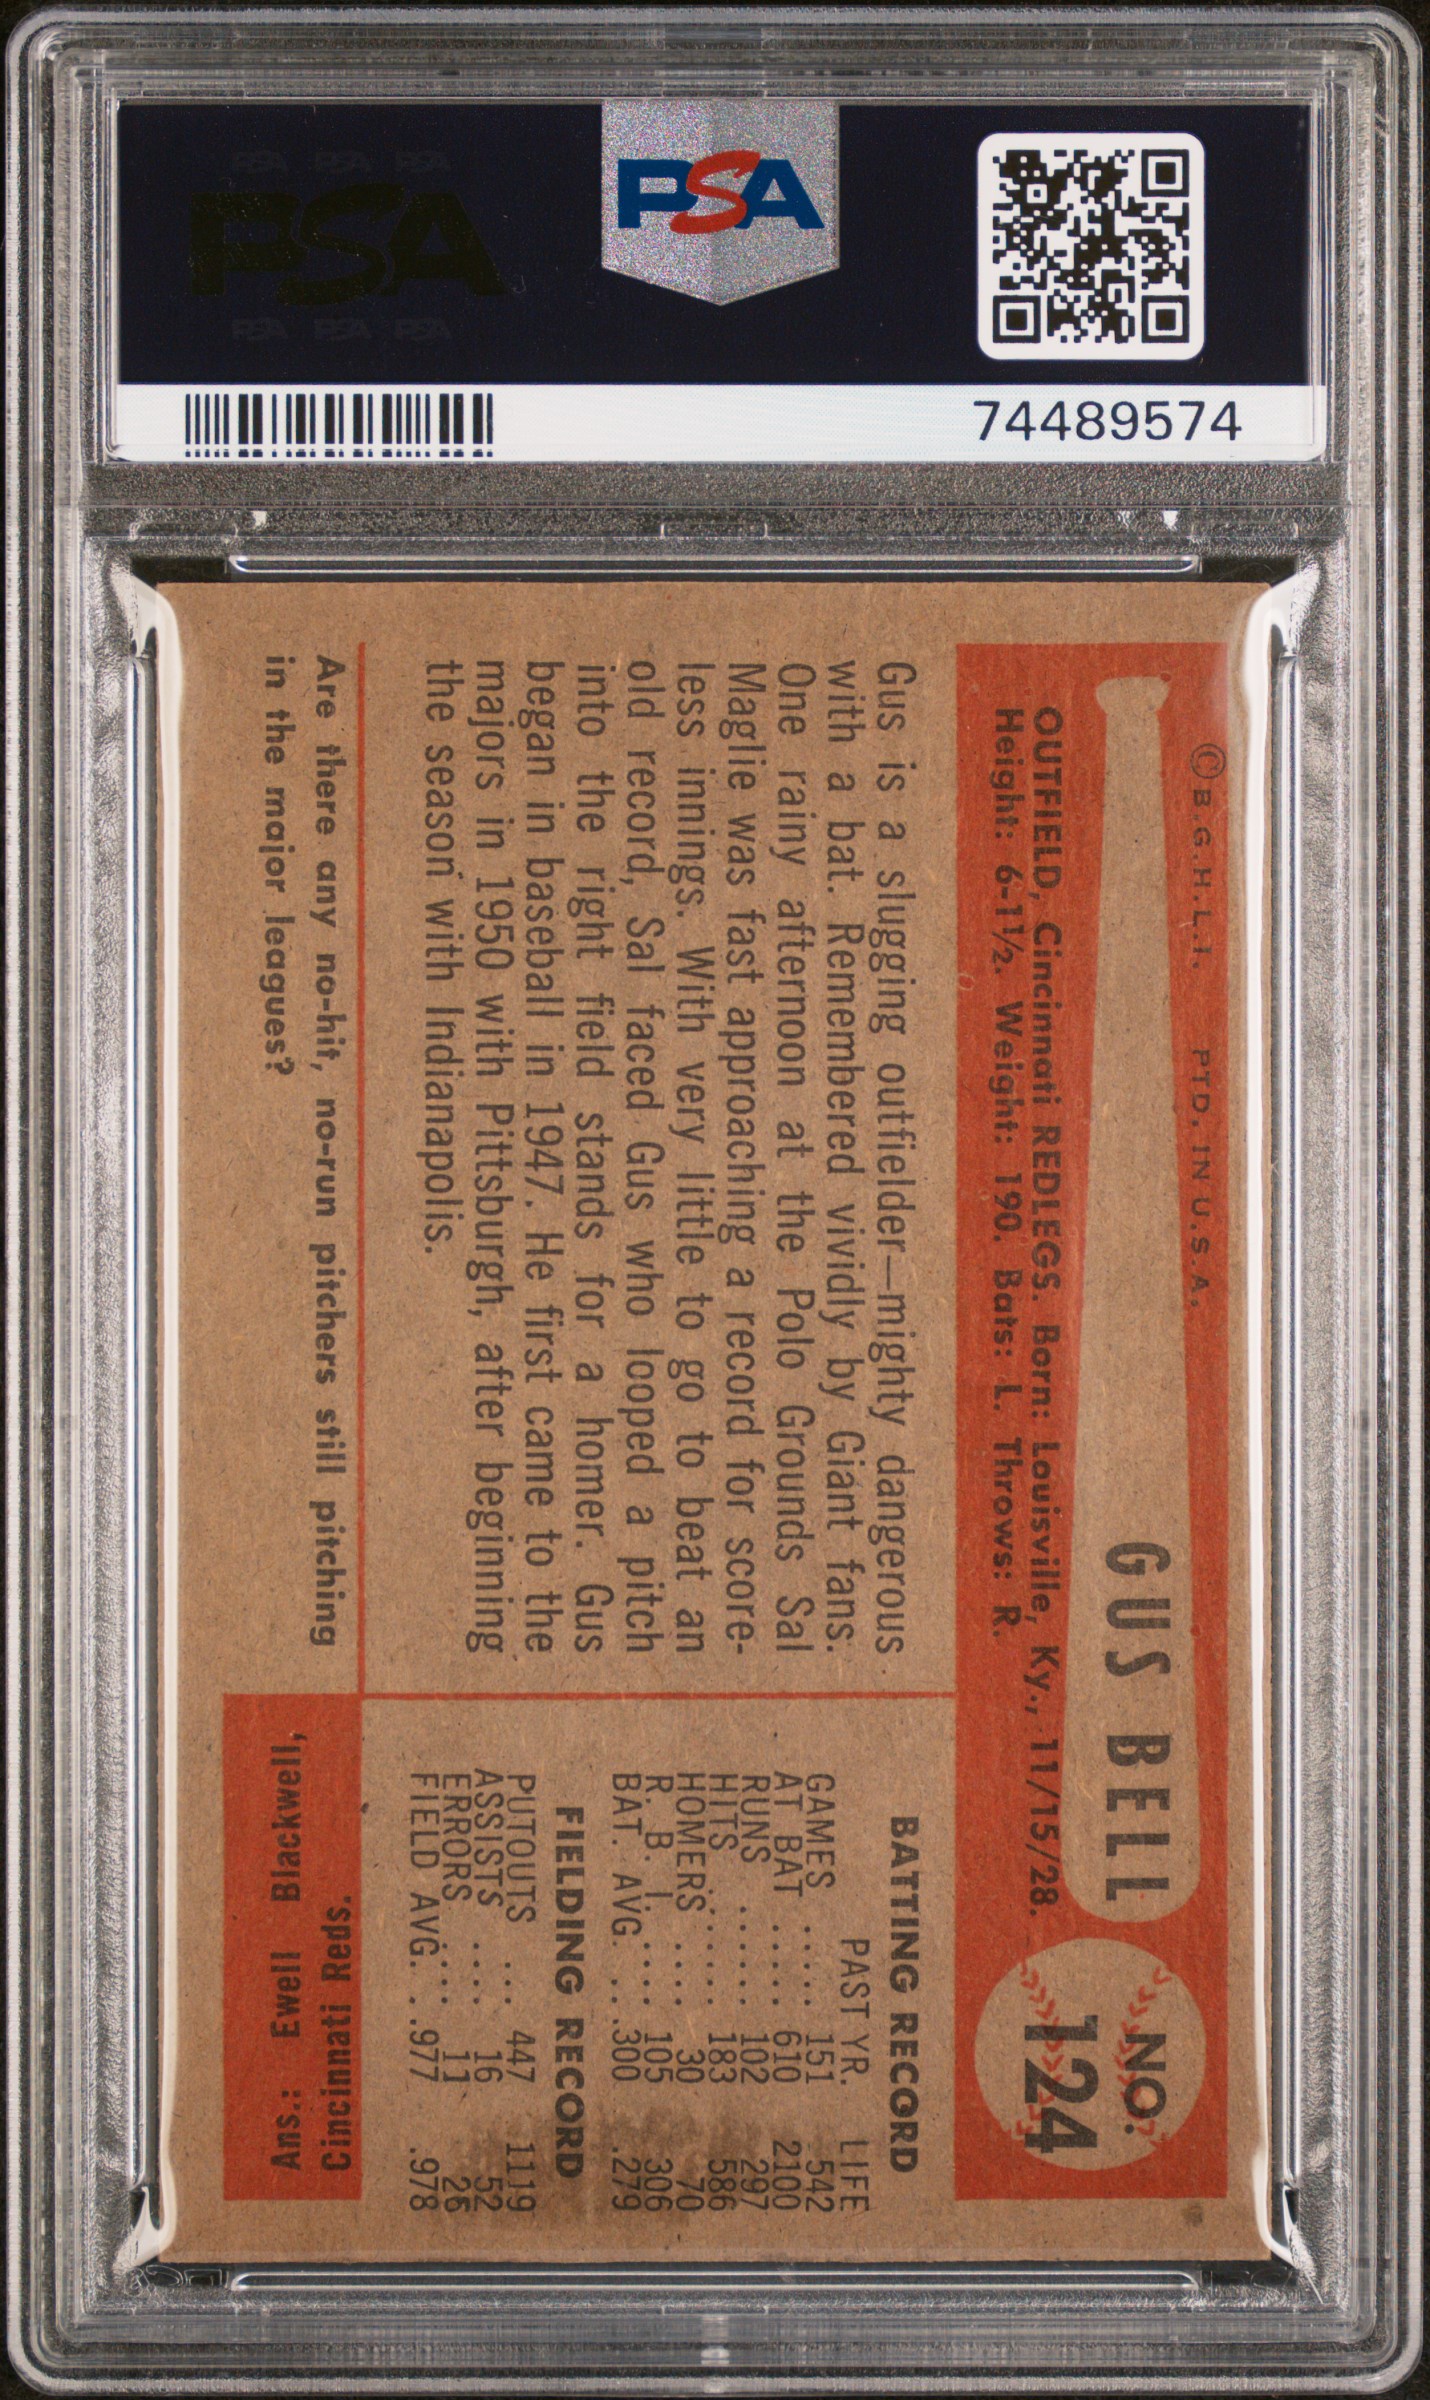 PSA PSA PSA
PSA
PSA PSA PSA
PSA
74489574
© B.G.H.L.I. PTD. IN U.S.A.
GUS BELL
NO.
124
OUTFIELD, Cincinnati REDLEGS. Born: Louisville, Ky., 11/15/28.
Height: 6-1½. Weight: 190. Bats: L. Throws: R.
Gus is a slugging outfielder—mighty dangerous
with a bat. Remembered vividly by Giant fans.
One rainy afternoon at the Polo Grounds Sal
Maglie was fast approaching a record for score-
less innings. With very little to go to beat an
old record, Sal faced Gus who looped a pitch
into the right field stands for a homer. Gus
began in baseball in 1947. He first came to the
majors in 1950 with Pittsburgh, after beginning
the season with Indianapolis.
BATTING RECORD
PAST YR. LIFE
GAMES ..... 151 542
AT BAT ..... 610 2100
RUNS ...... 102 297
HITS ...... 183 586
HOMERS .... 30 70
R. B. I. .... 105 306
BAT. AVG. .. .300 .279
FIELDING RECORD
PUTOUTS ... 447 1119
ASSISTS .... 16 52
ERRORS .... 11 26
FIELD AVG. . .977 .978
Are there any no-hit, no-run pitchers still pitching
in the major leagues?
Cincinnati Reds.
Ans.: Ewell Blackwell,